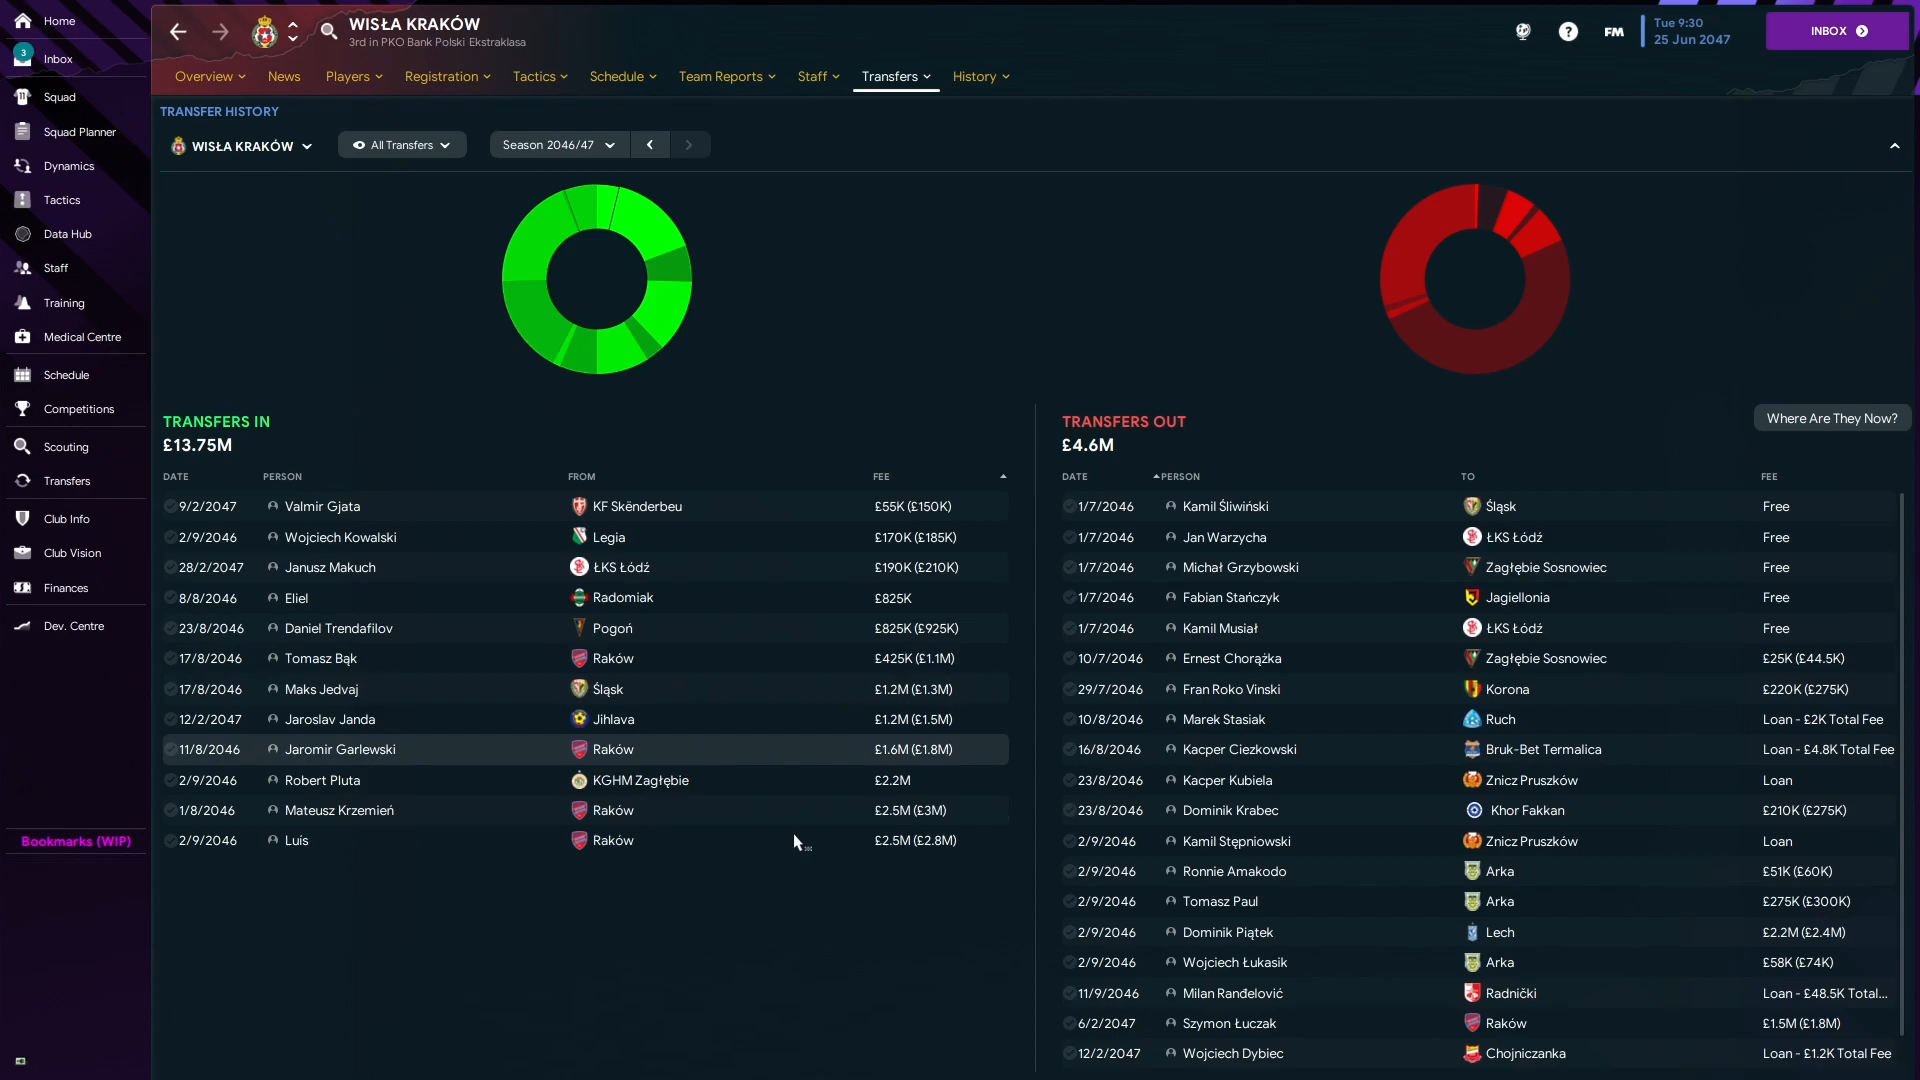 Home
3
Inbox
Squad
Squad Planner
Dynamics
Tactics
Data Hub
Staff
Training
Medical Centre
Schedule
Competitions
Scouting
Transfers
Club Info
Club Vision
Finances
Dev. Centre
Bookmarks (WIP)
WISŁA KRAKÓW
3rd in PKO Bank Polski Ekstraklasa
FM
Tue 9:30
25 Jun 2047
INBOX
Overview News Players Registration Tactics Schedule Team Reports Staff Transfers History
TRANSFER HISTORY
WISŁA KRAKÓW All Transfers Season 2046/47
TRANSFERS IN
£13.75M
DATE PERSON FROM FEE
9/2/2047 Valmir Gjata KF Skënderbeu £55K (£150K)
2/9/2046 Wojciech Kowalski Legia £170K (£185K)
28/2/2047 Janusz Makuch ŁKS Łódź £190K (£210K)
8/8/2046 Eliel Radomiak £825K
23/8/2046 Daniel Trendafilov Pogoń £825K (£925K)
17/8/2046 Tomasz Bąk Raków £425K (£1.1M)
17/8/2046 Maks Jedvaj Śląsk £1.2M (£1.3M)
12/2/2047 Jaroslav Janda Jihlava £1.2M (£1.5M)
11/8/2046 Jaromir Garlewski Raków £1.6M (£1.8M)
2/9/2046 Robert Pluta KGHM Zagłębie £2.2M
1/8/2046 Mateusz Krzemień Raków £2.5M (£3M)
2/9/2046 Luís Raków £2.5M (£2.8M)
TRANSFERS OUT
£4.6M
Where Are They Now?
DATE PERSON TO FEE
1/7/2046 Kamil Śliwiński Śląsk Free
1/7/2046 Jan Warzycha ŁKS Łódź Free
1/7/2046 Michał Grzybowski Zagłębie Sosnowiec Free
1/7/2046 Fabian Stańczyk Jagiellonia Free
1/7/2046 Kamil Musiał ŁKS Łódź Free
10/7/2046 Ernest Chorążka Zagłębie Sosnowiec £25K (£44.5K)
29/7/2046 Fran Roko Vinski Korona £220K (£275K)
10/8/2046 Marek Stasiak Ruch Loan - £2K Total Fee
16/8/2046 Kacper Ciezkowski Bruk-Bet Termalica Loan - £4.8K Total Fee
23/8/2046 Kacper Kubiela Znicz Pruszków Loan
23/8/2046 Dominik Krabec Khor Fakkan £210K (£275K)
2/9/2046 Kamil Stępniowski Znicz Pruszków Loan
2/9/2046 Ronnie Amakodo Arka £51K (£60K)
2/9/2046 Tomasz Paul Arka £275K (£300K)
2/9/2046 Dominik Piątek Lech £2.2M (£2.4M)
2/9/2046 Wojciech Łukasik Arka £58K (£74K)
11/9/2046 Milan Ranđelović Radnički Loan - £48.5K Total...
6/2/2047 Szymon Łuczak Raków £1.5M (£1.8M)
12/2/2047 Wojciech Dybiec Chojniczanka Loan - £1.2K Total Fee